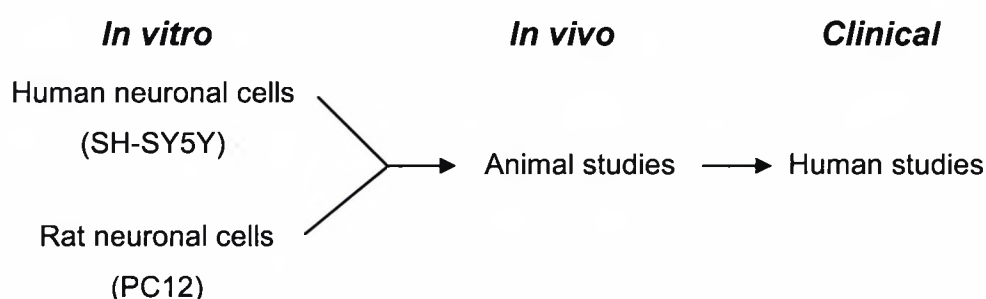 In vitro
In vivo
Clinical
Human neuronal cells
(SH-SY5Y)
Animal studies
Human studies
Rat neuronal cells
(PC12)